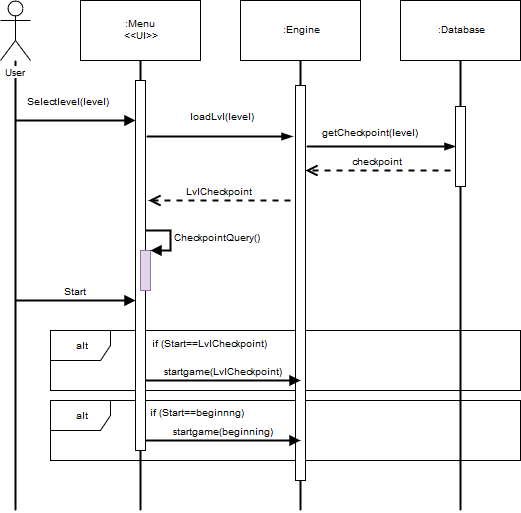 :Menu
<<UI>>
:Engine
:Database
User
Selectlevel(level)
loadLvl(level)
getCheckpoint(level)
checkpoint
LvlCheckpoint
CheckpointQuery()
Start
alt
if (Start==LvlCheckpoint)
startgame(LvlCheckpoint)
alt
if (Start==beginnng)
startgame(beginning)